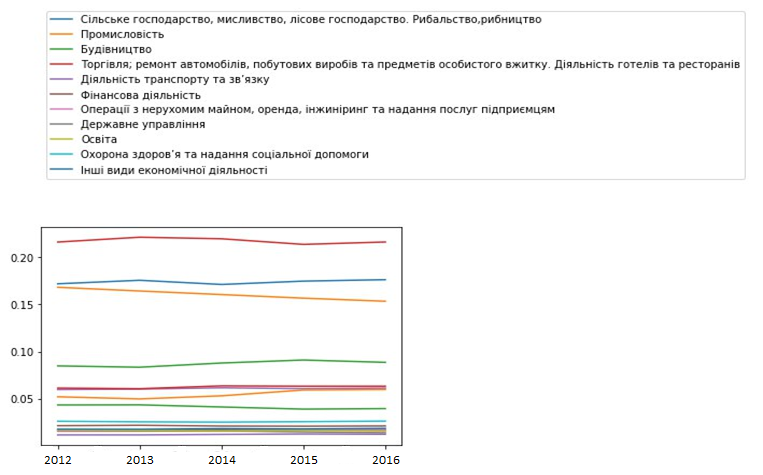 Сільське господарство, мисливство, лісове господарство. Рибальство,рибництво
Промисловість
Будівництво
Торгівля; ремонт автомобілів, побутових виробів та предметів особистого вжитку. Діяльність готелів та ресторанів
Діяльність транспорту та зв’язку
Фінансова діяльність
Операції з нерухомим майном, оренда, інжиніринг та надання послуг підприємцям
Державне управління
Освіта
Охорона здоров’я та надання соціальної допомоги
Інші види економічної діяльності
0.20
0.15
0.10
0.05
2012 2013 2014 2015 2016